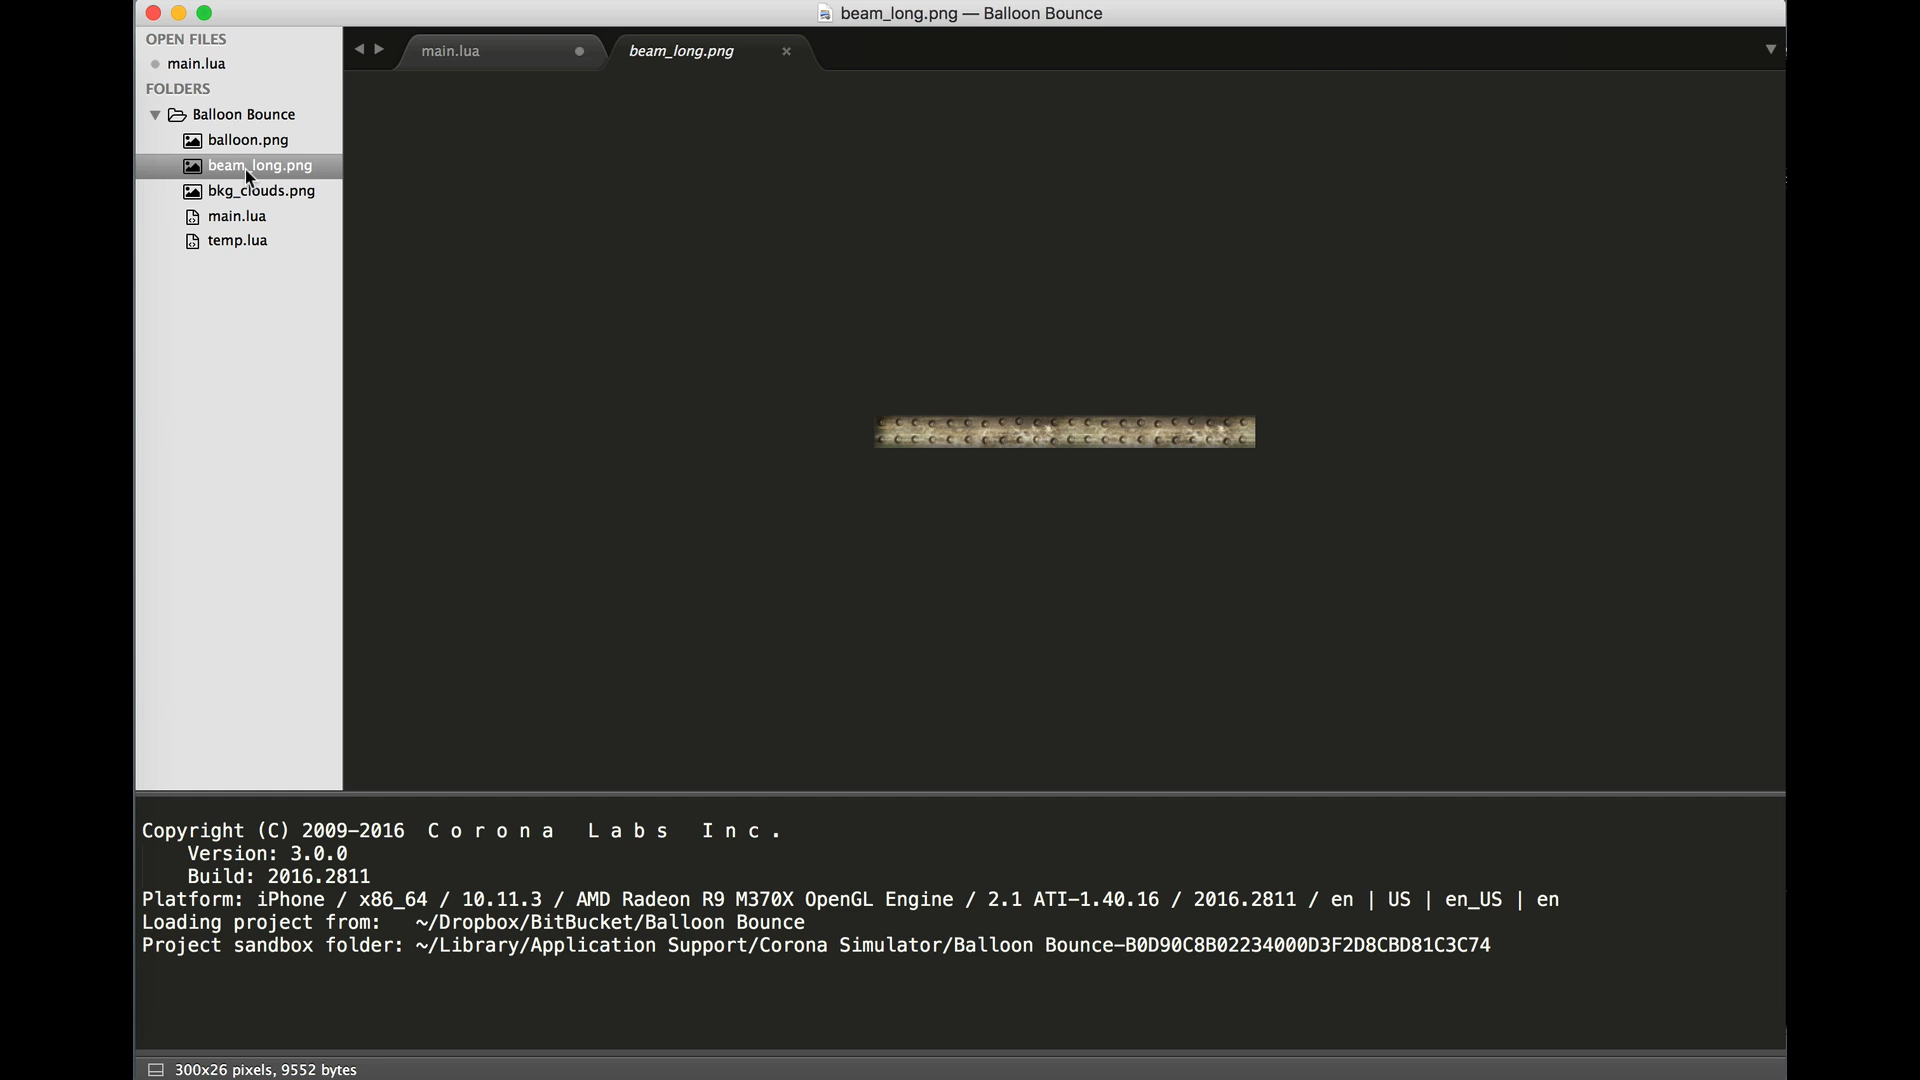 beam_long.png — Balloon Bounce
OPEN FILES
main.lua
FOLDERS
Balloon Bounce
balloon.png
beam_long.png
bkg_clouds.png
main.lua
temp.lua
main.lua
beam_long.png
Copyright (C) 2009–2016 C o r o n a L a b s I n c .
Version: 3.0.0
Build: 2016.2811
Platform: iPhone / x86_64 / 10.11.3 / AMD Radeon R9 M370X OpenGL Engine / 2.1 ATI-1.40.16 / 2016.2811 / en | US | en_US | en
Loading project from: ~/Dropbox/BitBucket/Balloon Bounce
Project sandbox folder: ~/Library/Application Support/Corona Simulator/Balloon Bounce-B0D90C8B02234000D3F2D8CBD81C3C74
300x26 pixels, 9552 bytes